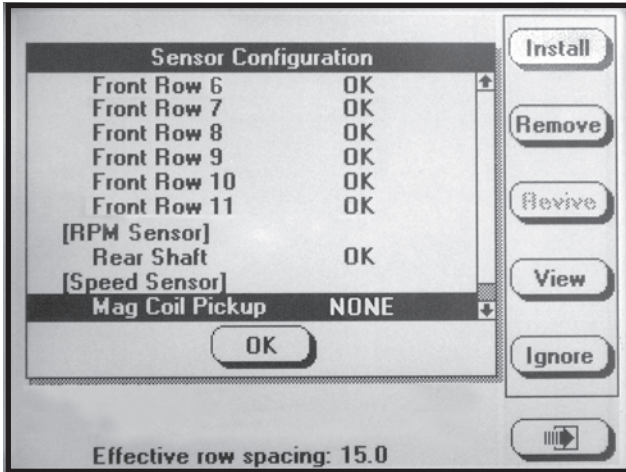 Sensor Configuration
Front Row 6 OK
Front Row 7 OK
Front Row 8 OK
Front Row 9 OK
Front Row 10 OK
Front Row 11 OK
[RPM Sensor]
Rear Shaft OK
[Speed Sensor]
Mag Coil Pickup NONE
OK
Effective row spacing: 15.0
Install
Remove
Revive
View
Ignore